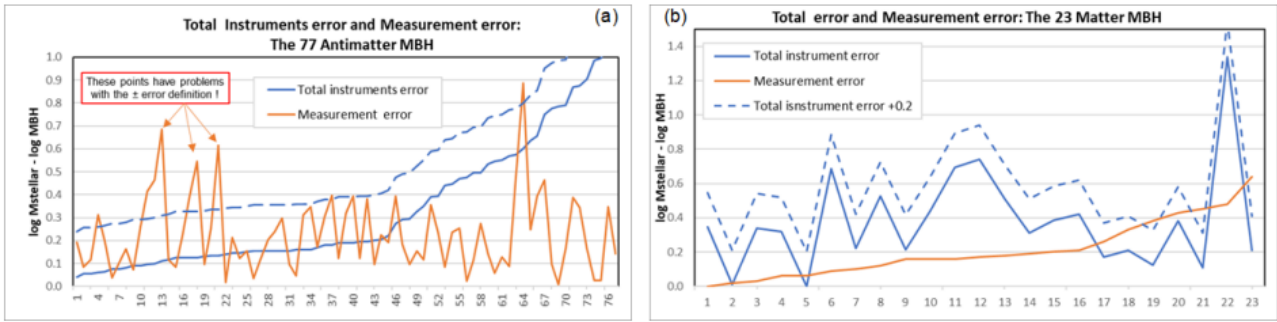 Total Instruments error and Measurement error:
The 77 Antimatter MBH
(a)
log Mstellar - log MBH
1.0
0.9
0.8
0.7
0.6
0.5
0.4
0.3
0.2
0.1
0.0
These points have problems
with the ± error definition !
Total instruments error
Measurement error
1 4 7 10 13 16 19 22 25 28 31 34 37 40 43 46 49 52 55 58 61 64 67 70 73 76
(b)
Total error and Measurement error: The 23 Matter MBH
log Mstellar - log MBH
1.4
1.2
1.0
0.8
0.6
0.4
0.2
0.0
Total instrument error
Measurement error
Total isnstrument error +0.2
1 2 3 4 5 6 7 8 9 10 11 12 13 14 15 16 17 18 19 20 21 22 23